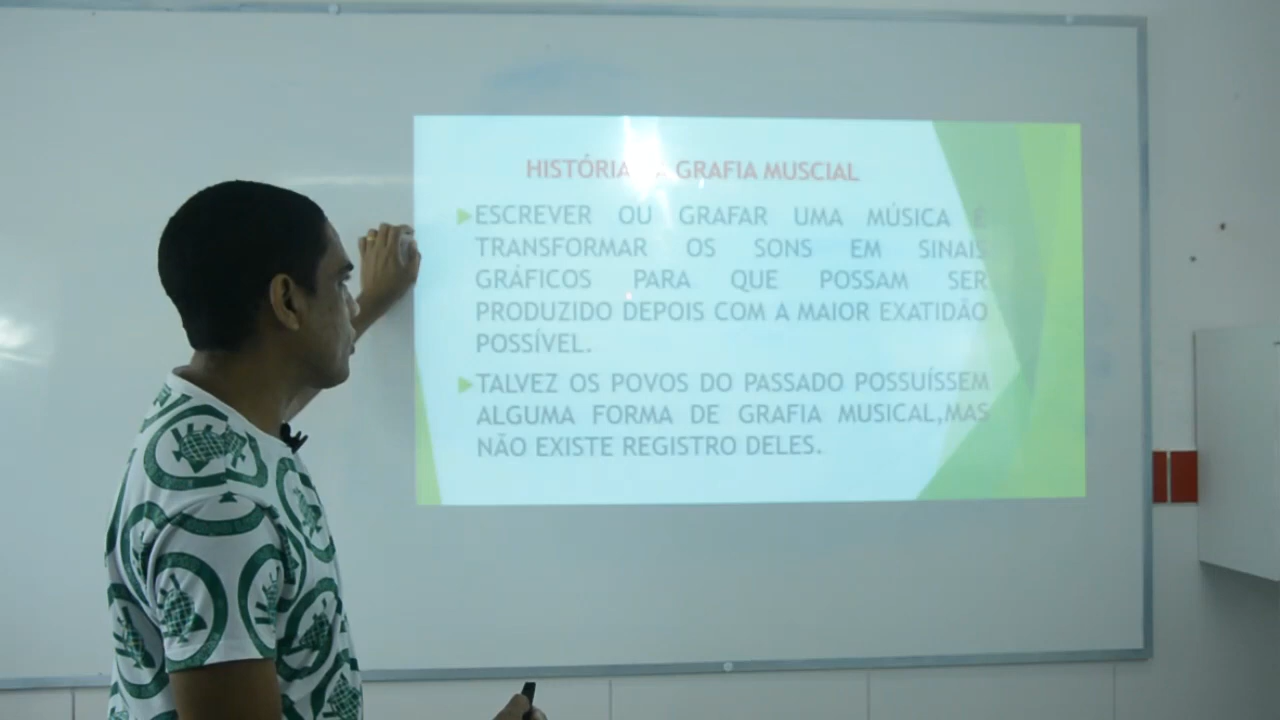 HISTÓRIA DA GRAFIA MUSCIAL
ESCREVER OU GRAFAR UMA MÚSICA É
TRANSFORMAR OS SONS EM SINAIS
GRÁFICOS PARA QUE POSSAM SER
PRODUZIDO DEPOIS COM A MAIOR EXATIDÃO
POSSÍVEL.
TALVEZ OS POVOS DO PASSADO POSSUÍSSEM
ALGUMA FORMA DE GRAFIA MUSICAL,MAS
NÃO EXISTE REGISTRO DELES.